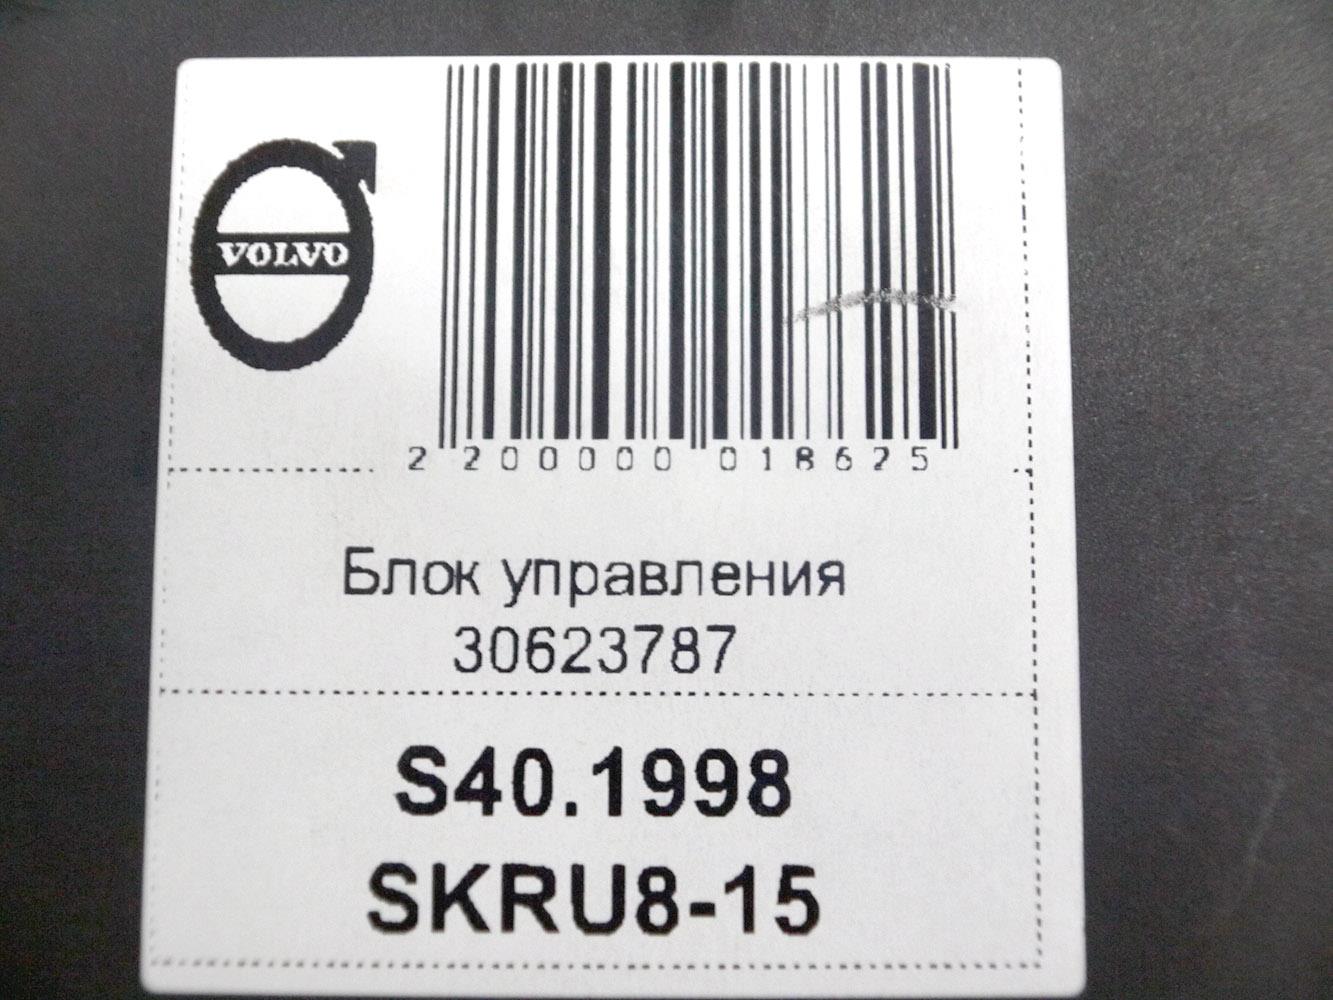 VOLVO
2 200000 018625
Блок управления
30623787
S40.1998
SKRU8-15